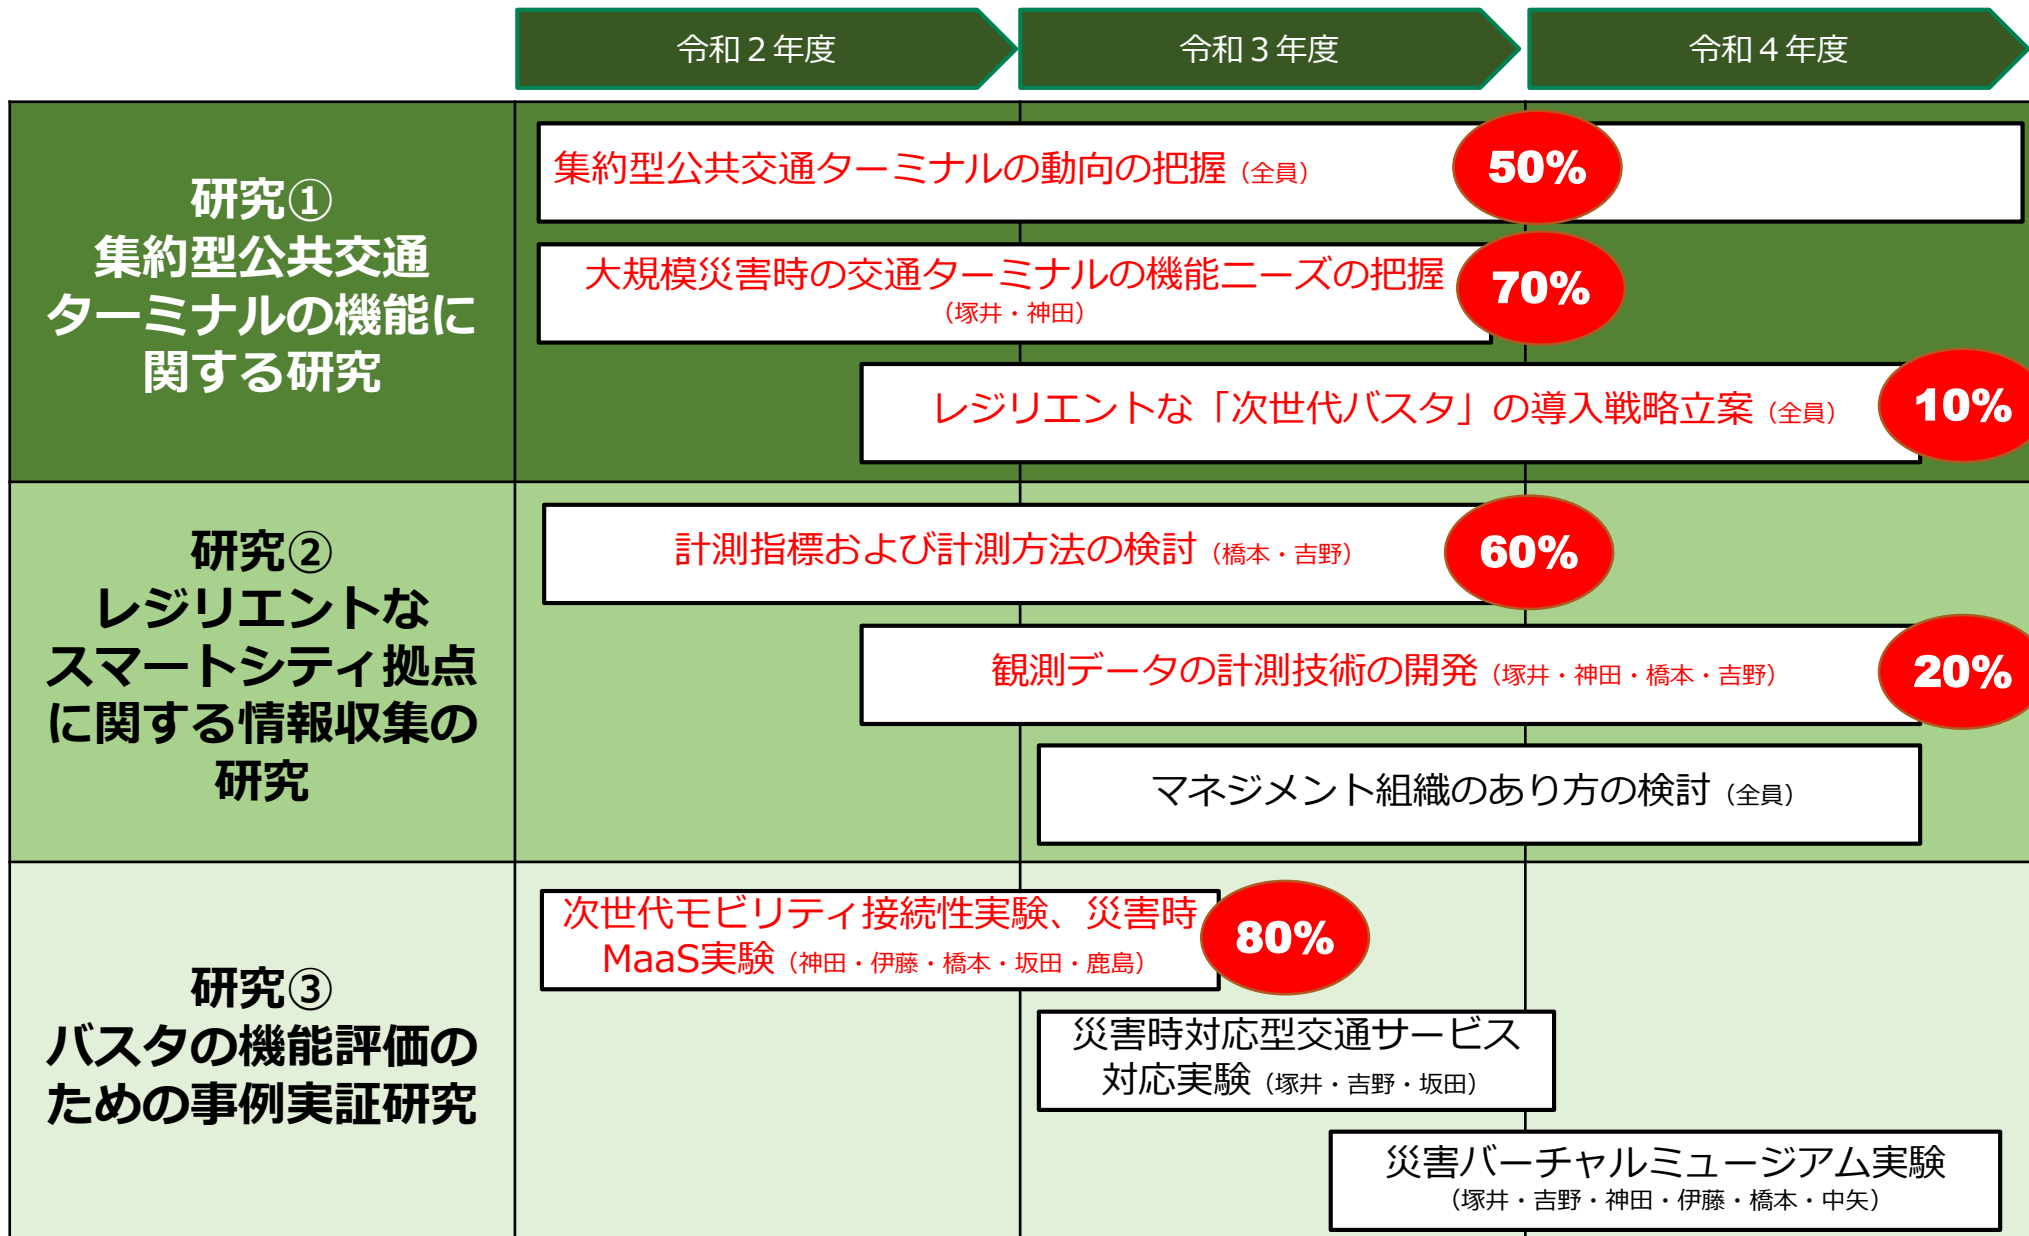 令和２年度
令和３年度
令和４年度
研究①
集約型公共交通
ターミナルの機能に
関する研究
集約型公共交通ターミナルの動向の把握（全員）
50%
大規模災害時の交通ターミナルの機能ニーズの把握
（塚井・神田）
70%
レジリエントな「次世代バスタ」の導入戦略立案（全員）
10%
研究②
レジリエントな
スマートシティ拠点
に関する情報収集の
研究
計測指標および計測方法の検討（橋本・吉野）
60%
観測データの計測技術の開発（塚井・神田・橋本・吉野）
20%
マネジメント組織のあり方の検討（全員）
研究③
バスタの機能評価の
ための事例実証研究
次世代モビリティ接続性実験、災害時
MaaS実験（神田・伊藤・橋本・坂田・鹿島）
80%
災害時対応型交通サービス
対応実験（塚井・吉野・坂田）
災害バーチャルミュージアム実験
（塚井・吉野・神田・伊藤・橋本・中矢）